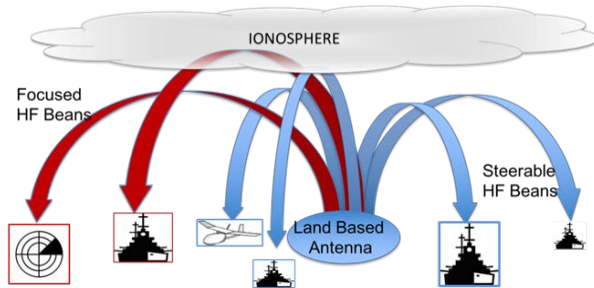 IONOSPHERE
Focused
HF Beans
Steerable
HF Beans
Land Based
Antenna